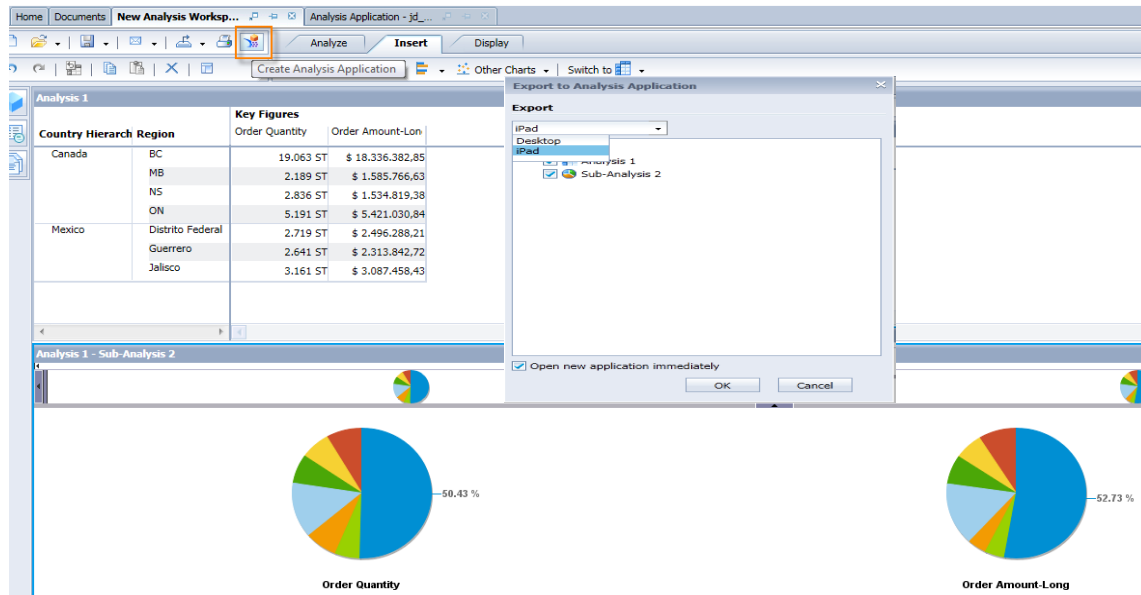 Home Documents New Analysis Worksp... Analysis Application - jd_...
Analyze Insert Display
Create Analysis Application Other Charts Switch to
Export to Analysis Application
Export
iPad
Desktop
iPad
Analysis 1
Sub-Analysis 2
Open new application immediately
OK Cancel
Analysis 1
Key Figures
Country Hierarch Region Order Quantity Order Amount-Lon
Canada BC 19.063 ST $ 18.336.382,85
MB 2.189 ST $ 1.585.766,63
NS 2.836 ST $ 1.534.819,38
ON 5.191 ST $ 5.421.030,84
Mexico Distrito Federal 2.719 ST $ 2.496.288,21
Guerrero 2.641 ST $ 2.313.842,72
Jalisco 3.161 ST $ 3.087.458,43
Analysis 1 - Sub-Analysis 2
50.43 %
52.73 %
Order Quantity
Order Amount-Long